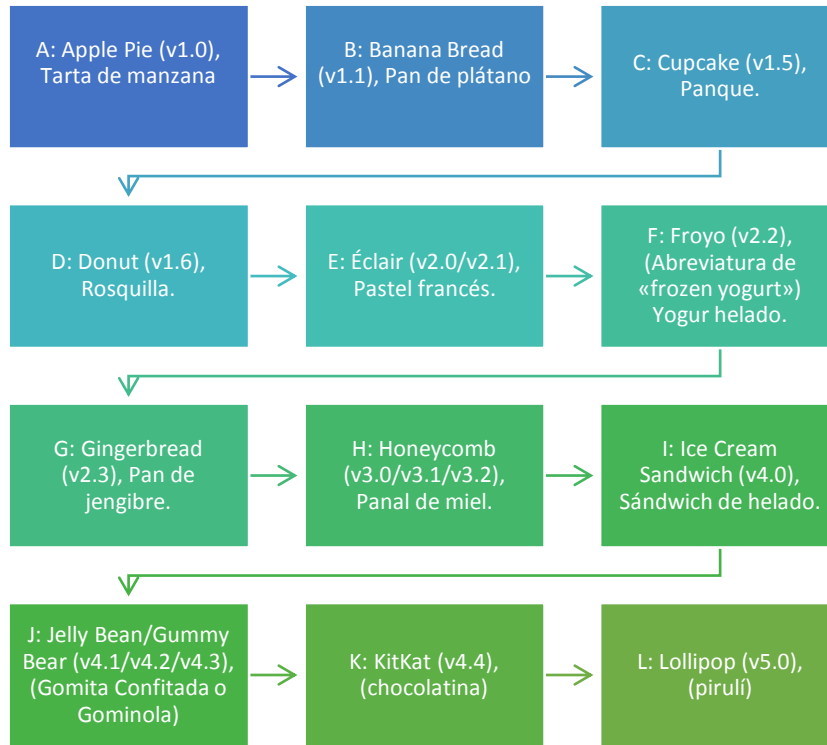 A: Apple Pie (v1.0),
Tarta de manzana
B: Banana Bread
(v1.1), Pan de plátano
C: Cupcake (v1.5),
Panque.
D: Donut (v1.6),
Rosquilla.
E: Éclair (v2.0/v2.1),
Pastel francés.
F: Froyo (v2.2),
(Abreviatura de
«frozen yogurt»)
Yogur helado.
G: Gingerbread
(v2.3), Pan de
jengibre.
H: Honeycomb
(v3.0/v3.1/v3.2),
Panal de miel.
I: Ice Cream
Sandwich (v4.0),
Sándwich de helado.
J: Jelly Bean/Gummy
Bear (v4.1/v4.2/v4.3),
(Gomita Confitada o
Gominola)
K: KitKat (v4.4),
(chocolatina)
L: Lollipop (v5.0),
(pirulí)